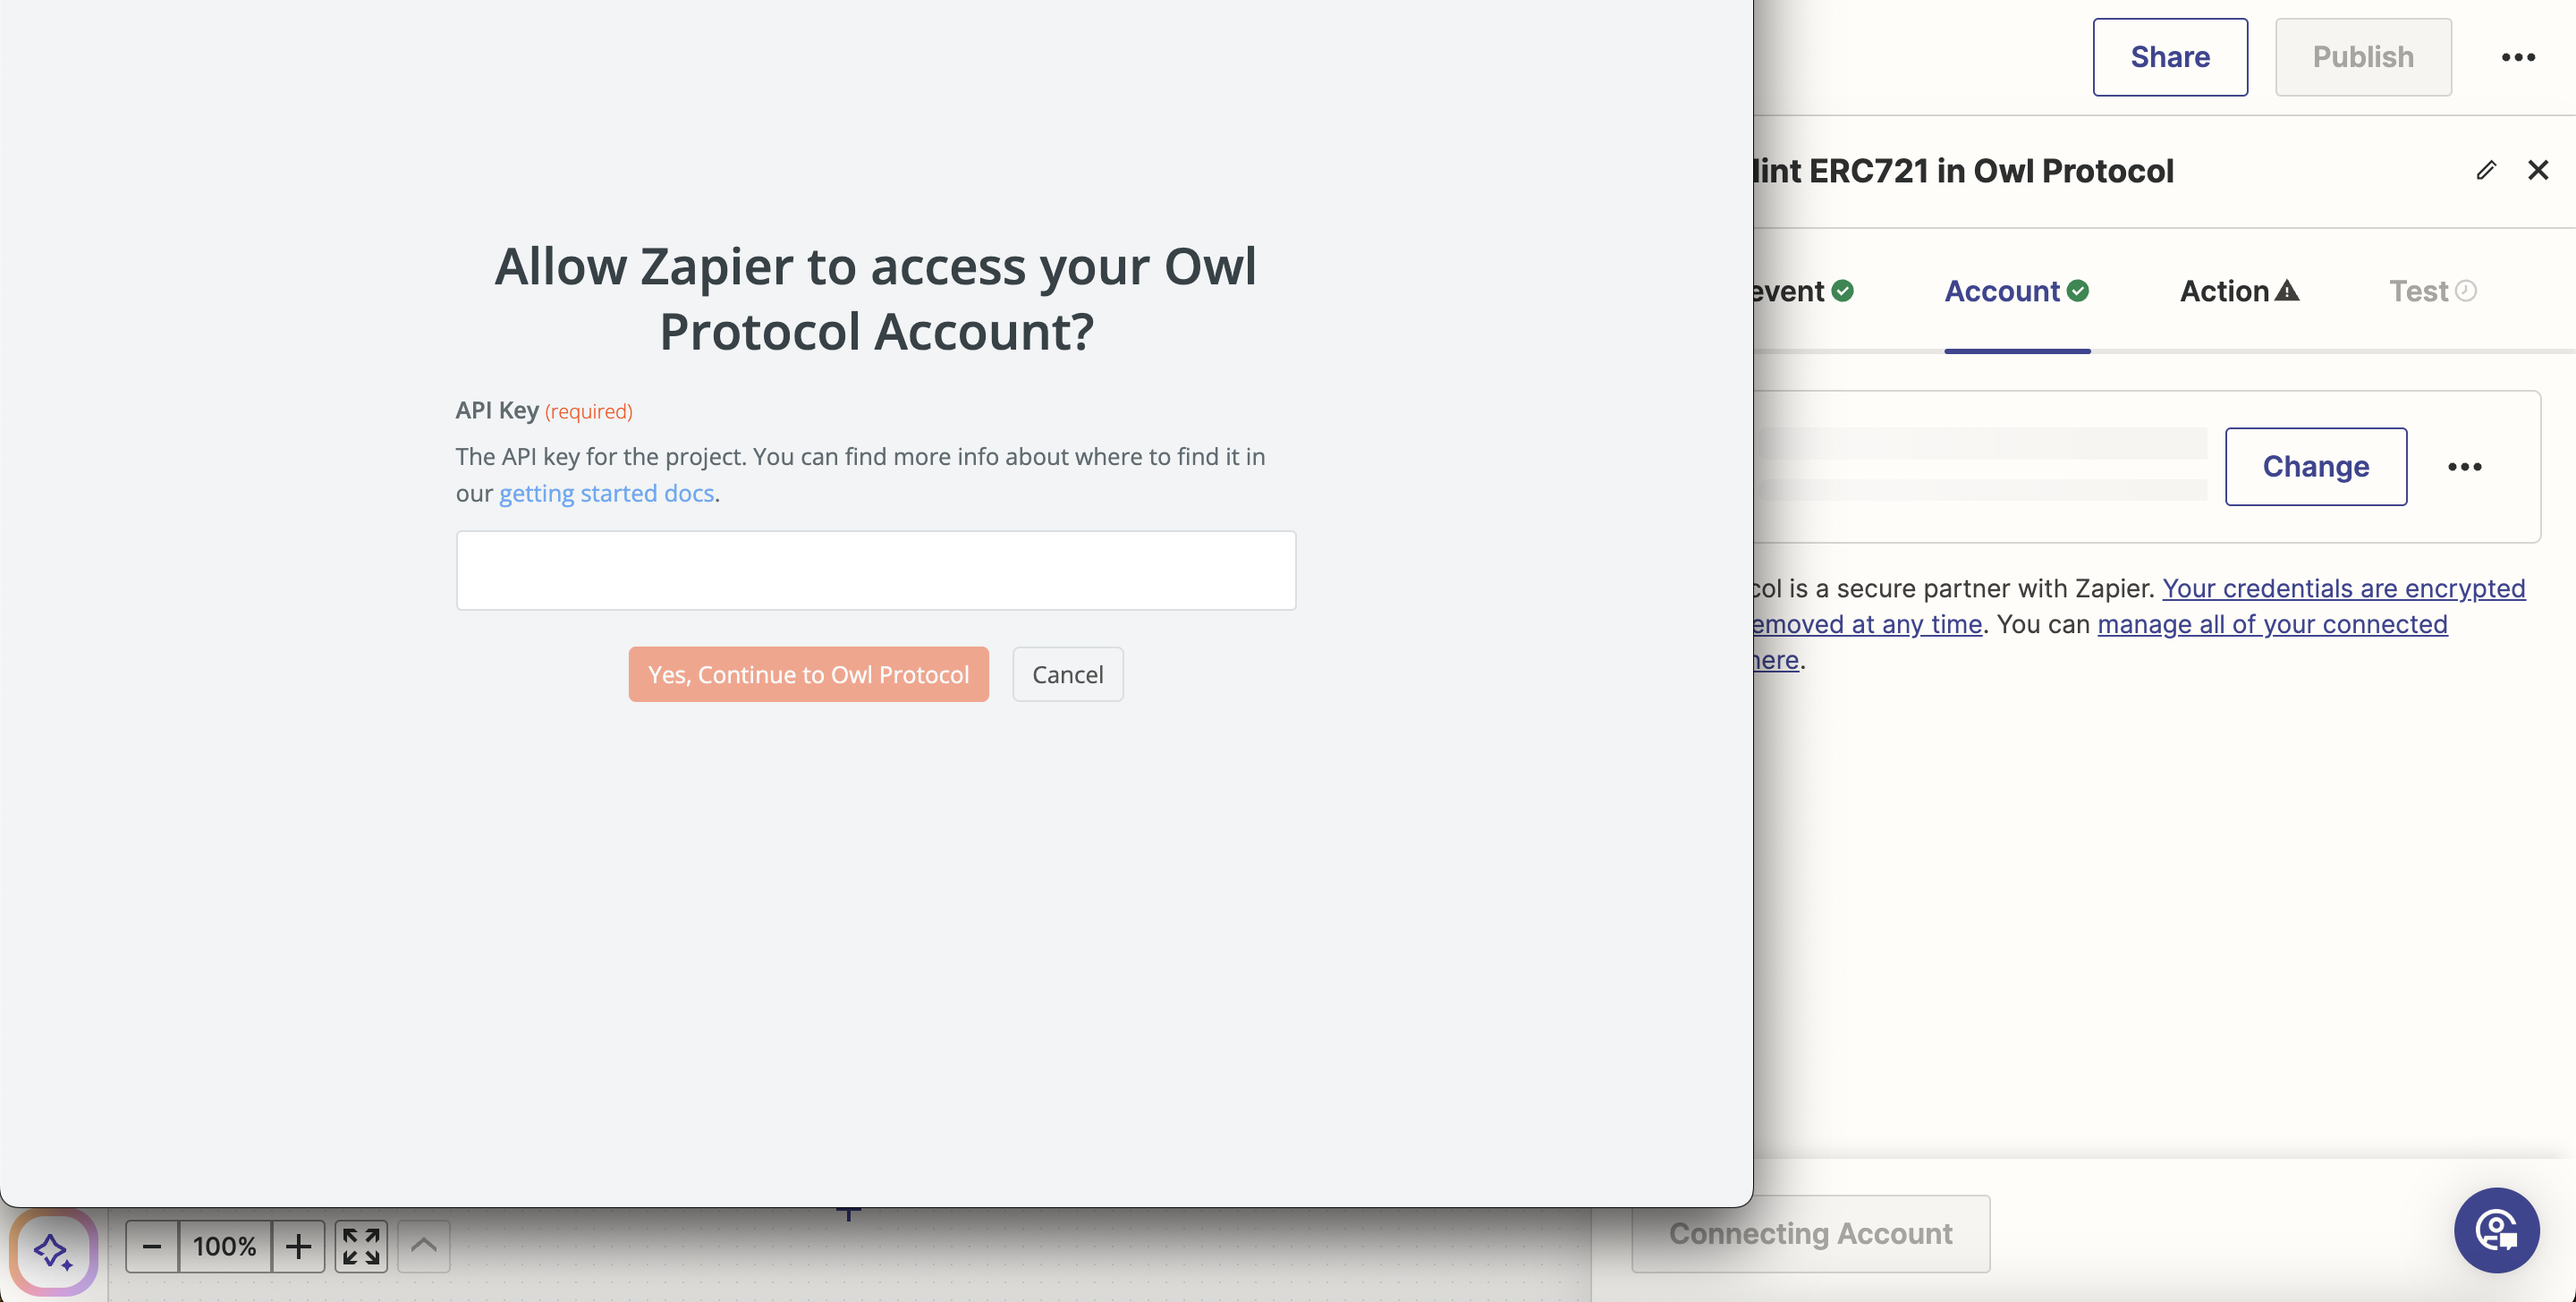 Allow Zapier to access your Owl
Protocol Account?
API Key (required)
The API key for the project. You can find more info about where to find it in
our getting started docs.
Yes, Continue to Owl Protocol
Cancel
Share
Publish
ERC721 in Owl Protocol
event
Account
Action
Test
Change
is a secure partner with Zapier. Your credentials are encrypted
at any time. You can manage all of your connected
here.
100%
Connecting Account